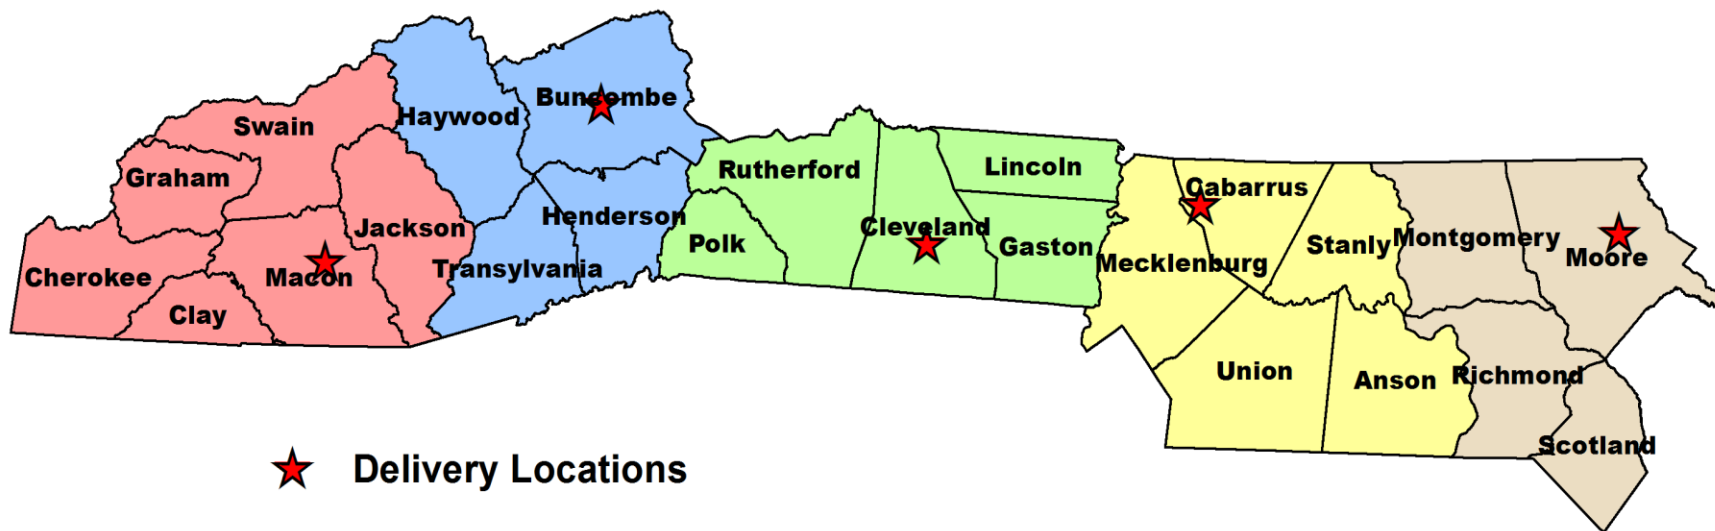 Buncombe
Haywood
Swain
Graham
Rutherford
Lincoln
Cabarrus
Henderson
Jackson
Cleveland
Polk
Gaston
Stanly
Montgomery
Moore
Mecklenburg
Transylvania
Cherokee
Macon
Clay
Union
Anson
Richmond
Scotland
Delivery Locations